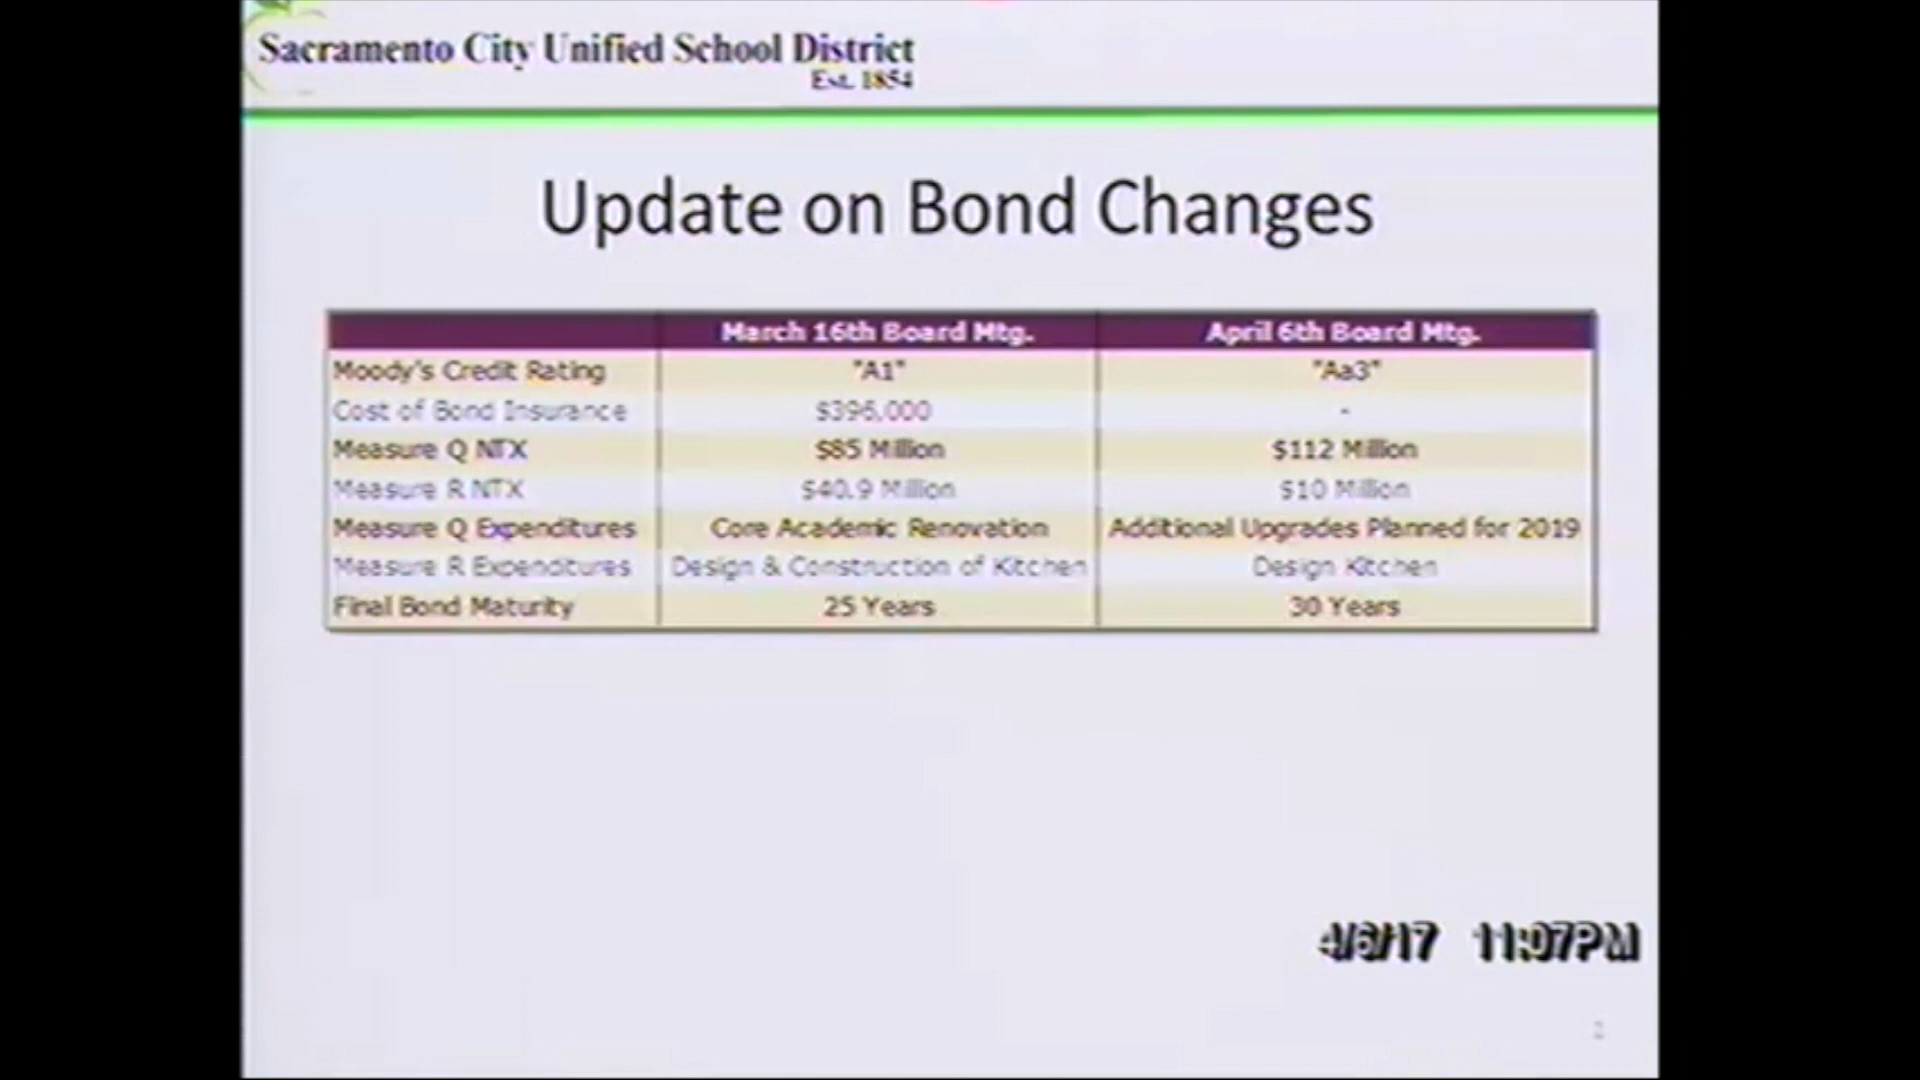 Sacramento City Unified School District
Est. 1854
Update on Bond Changes
March 16th Board Mtg. April 6th Board Mtg.
Moody's Credit Rating "A1" "Aa3"
Cost of Bond Insurance $396,000 -
Measure Q NTX $85 Million $112 Million
Measure R NTX $40.9 Million $10 Million
Measure Q Expenditures Core Academic Renovation Additional Upgrades Planned for 2019
Measure R Expenditures Design & Construction of Kitchen Design Kitchen
Final Bond Maturity 25 Years 30 Years
4/6/17 11:07PM
2